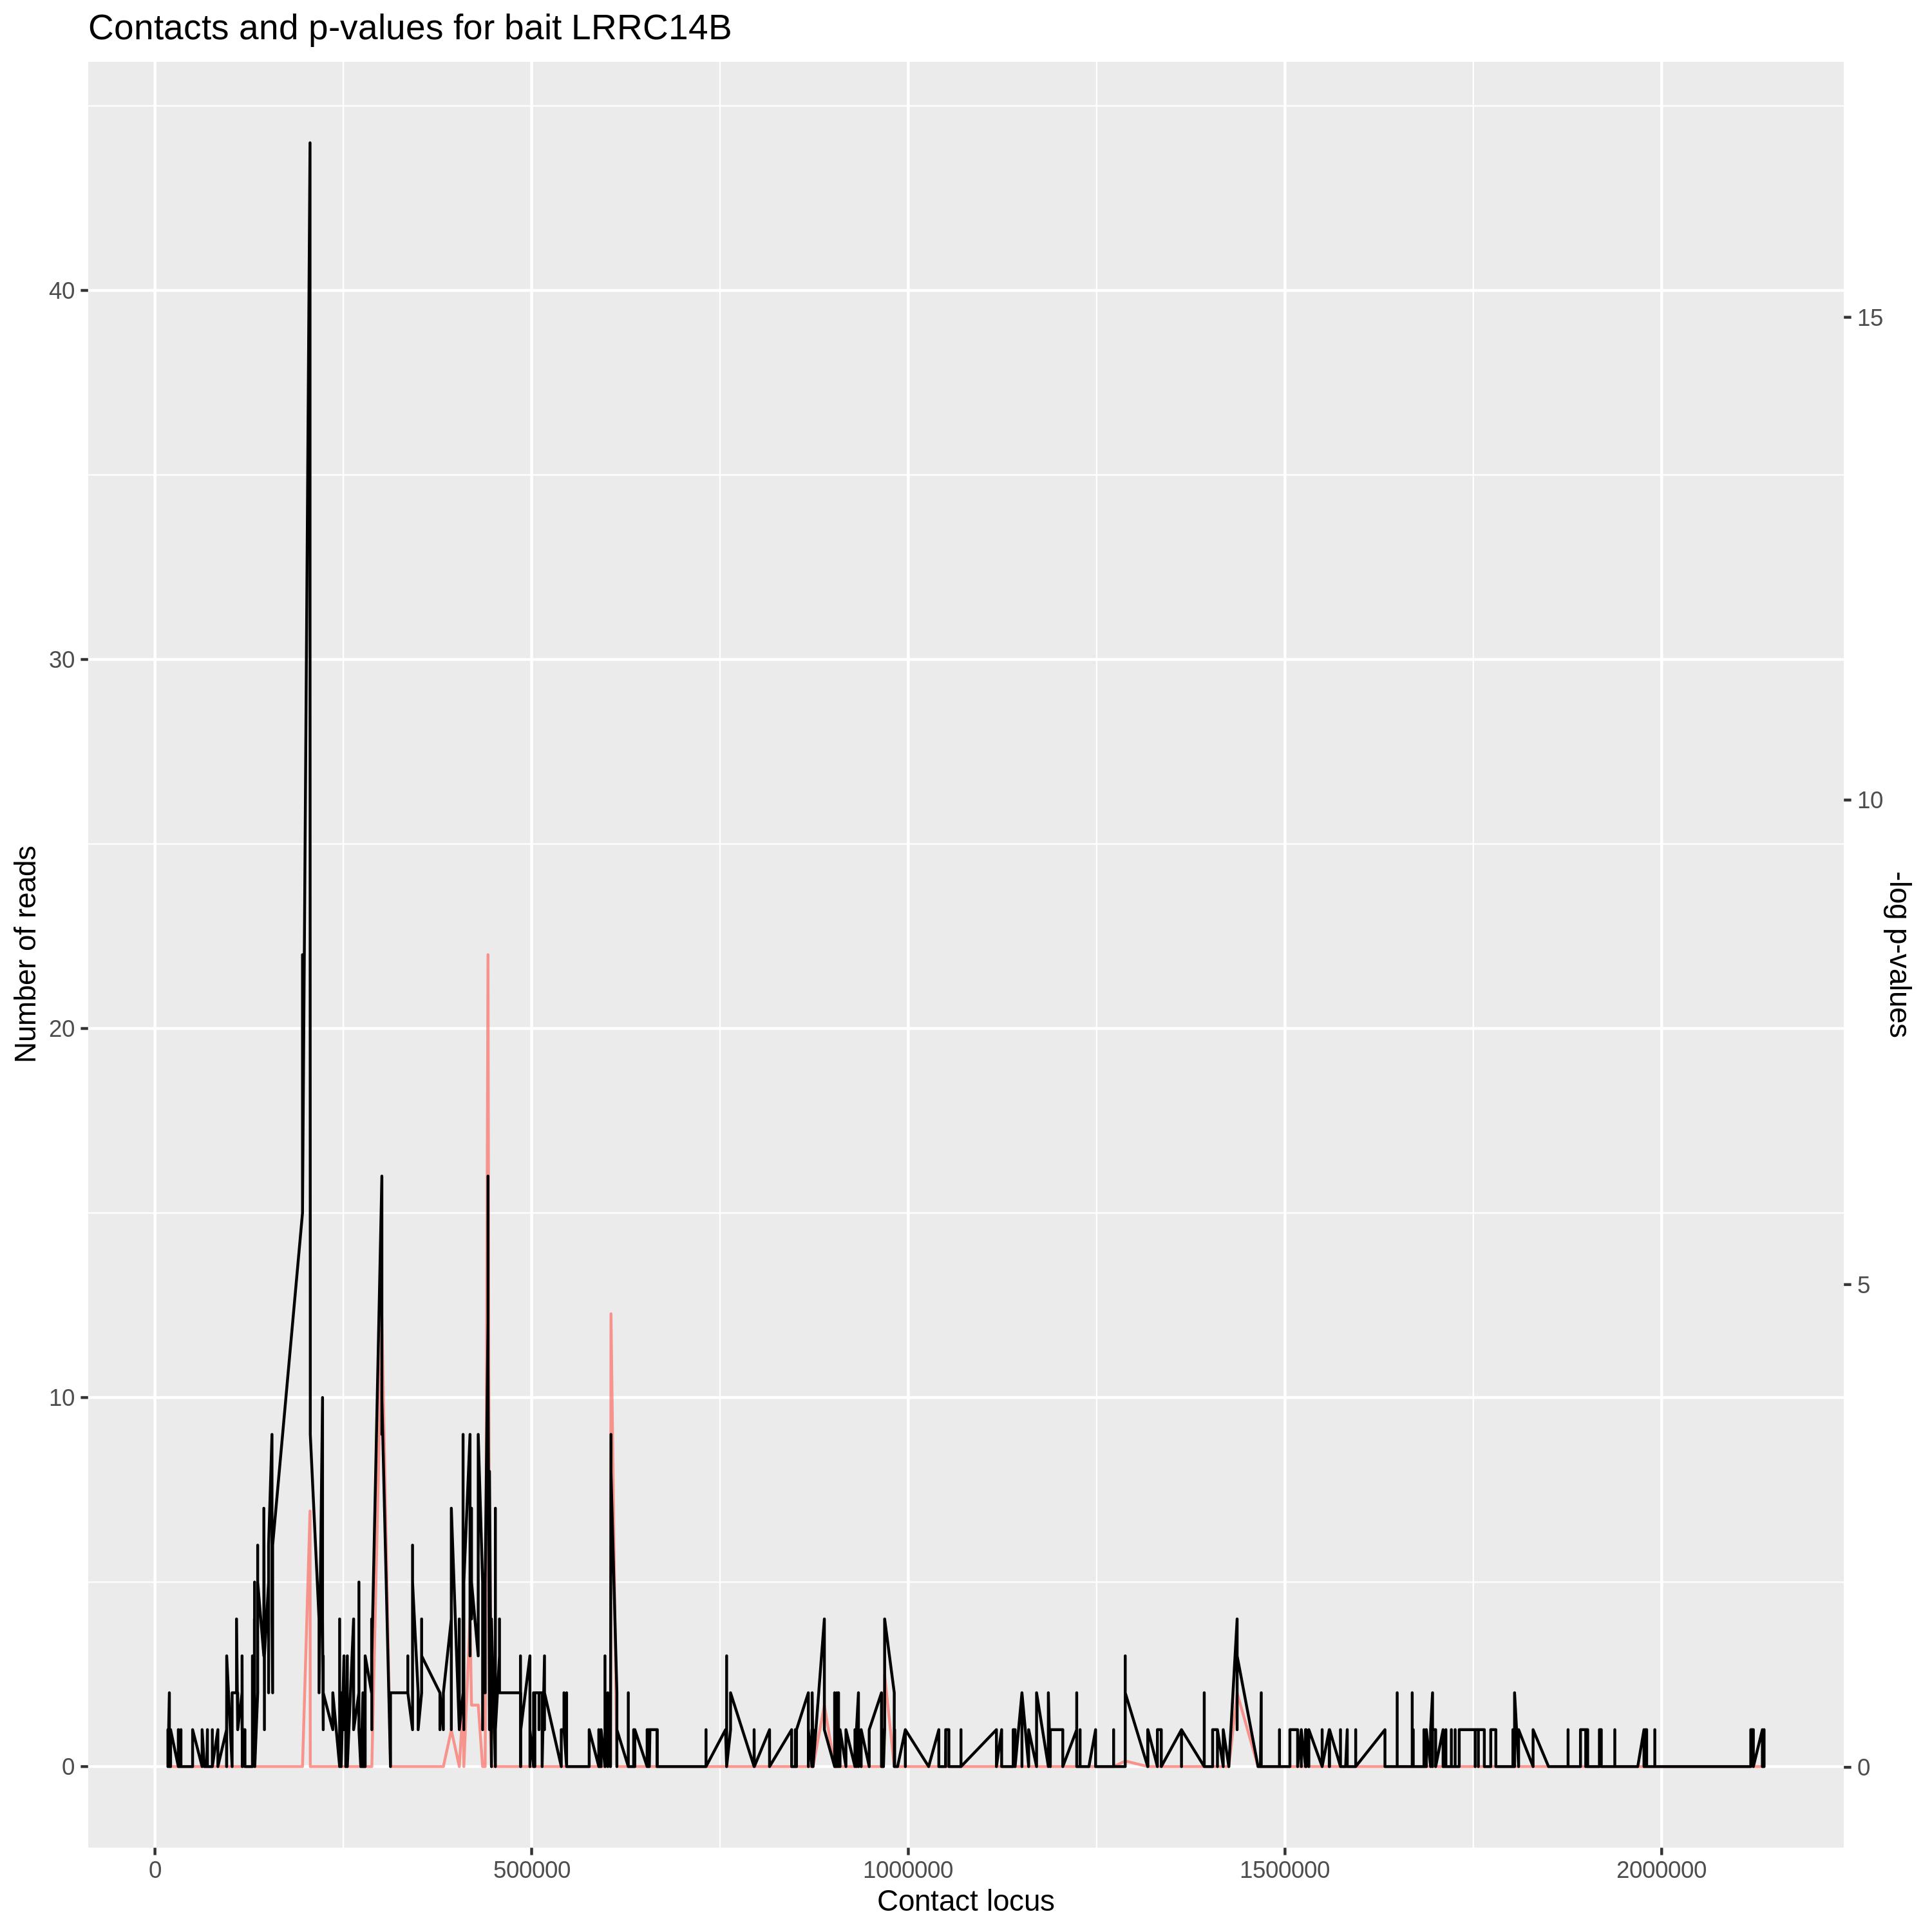 Contacts and p-values for bait LRRC14B
40
30
20
10
0
Number of reads
15
10
5
0
-log p-values
0 500000 1000000 1500000 2000000
Contact locus